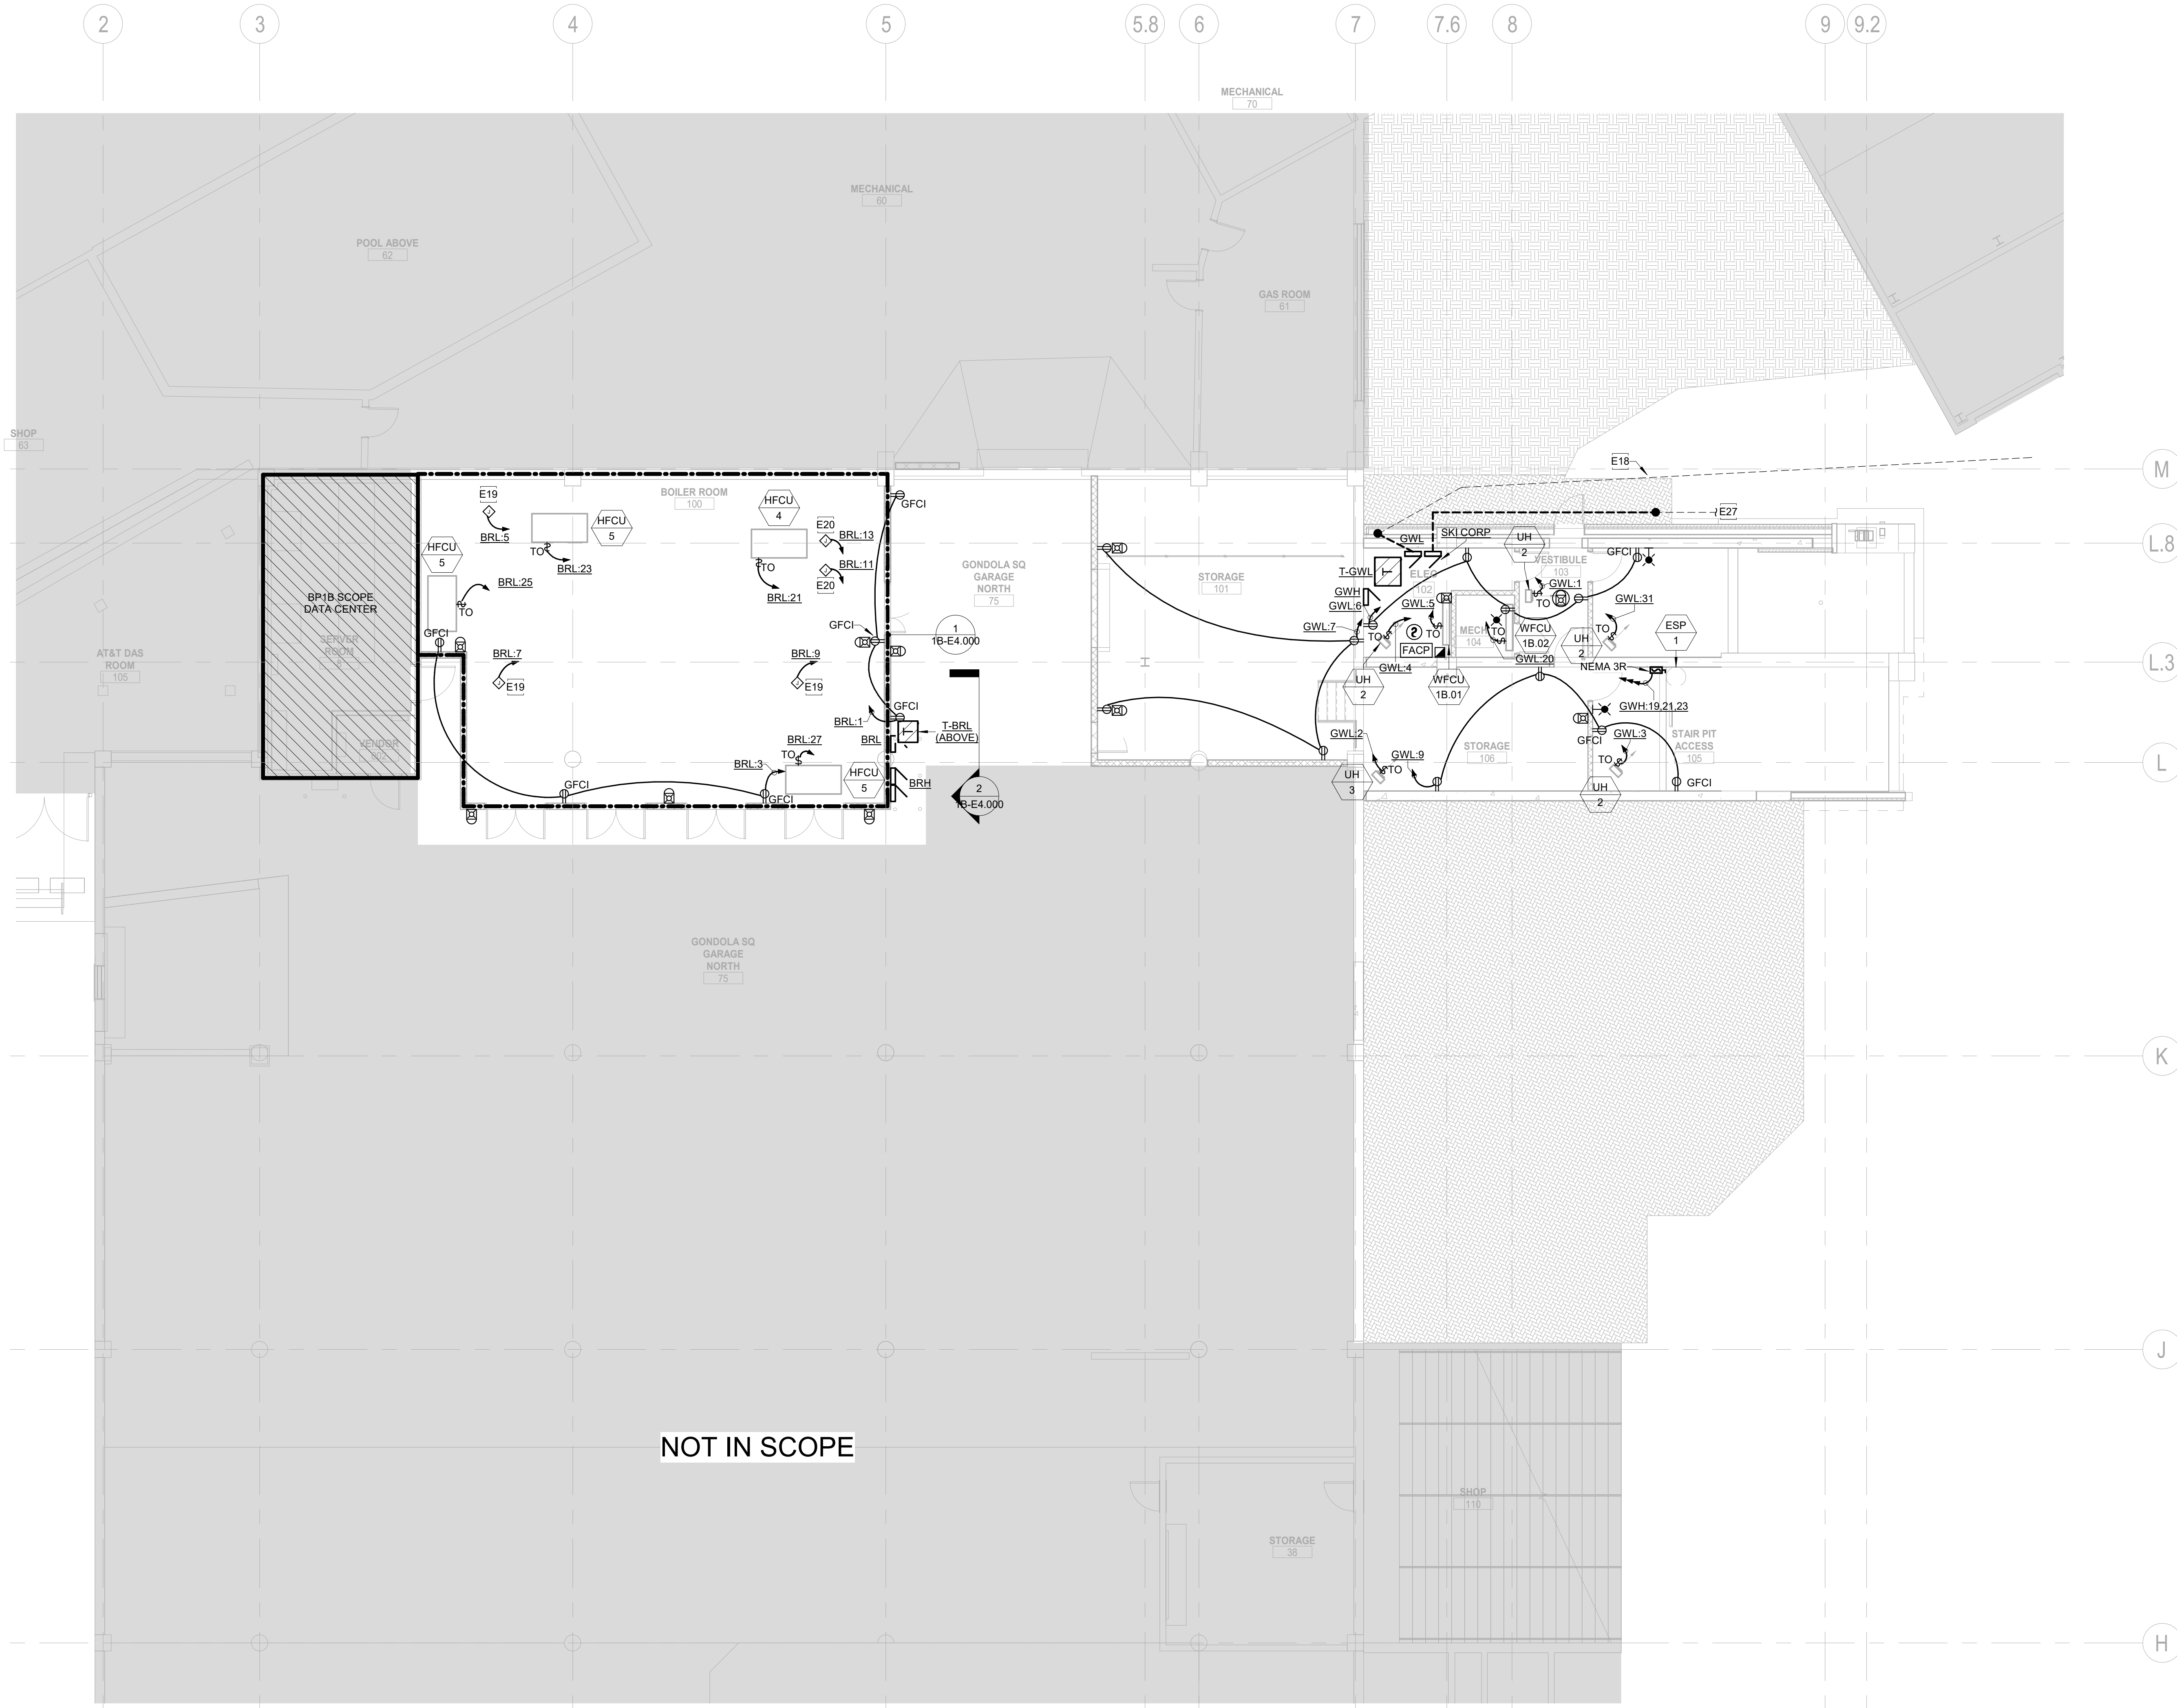 2
3
4
5
5.8
6
7
7.6
8
9
9.2
MECHANICAL
70
MECHANICAL
60
POOL ABOVE
62
GAS ROOM
61
SHOP
63
M
E18
BOILER ROOM
100
E19
BRL:5
HFCU
5
TO
BRL:23
HFCU
4
TO
BRL:21
E20
BRL:13
BRL:11
E20
GFCI
HFCU
5
BRL:25
TO
GFCI
BP1B SCOPE
DATA CENTER
SERVER
ROOM
8
AT&T DAS
ROOM
105
VENDOR
802
BRL:7
E19
BRL:9
E19
GFCI
1
1B-E4.000
GONDOLA SQ
GARAGE
NORTH
75
STORAGE
101
BRL:1
GFCI
T-BRL
(ABOVE)
BRL
BRL:27
TO
BRL:3
HFCU
5
BRH
GFCI
GFCI
2
1B-E4.000
E27
GWL
SKI CORP
UH
2
L.8
GFCI
VESTIBULE
103
T-GWL
ELEC
102
GWL:1
TO
GWH
GWL:6
GWL:5
GWL:31
GWL:7
TO
2
TO
MECH
104
TO
WFCU
1B.02
UH
2
TO
ESP
1
FACP
GWL:4
GWL:20
NEMA 3R
L.3
UH
2
WFCU
1B.01
GWH:19,21,23
GWL:2
TO
GWL:9
STORAGE
106
GFCI
GWL:3
TO
STAIR PIT
ACCESS
105
UH
3
UH
2
GFCI
L
GONDOLA SQ
GARAGE
NORTH
75
K
J
NOT IN SCOPE
SHOP
110
STORAGE
38
H